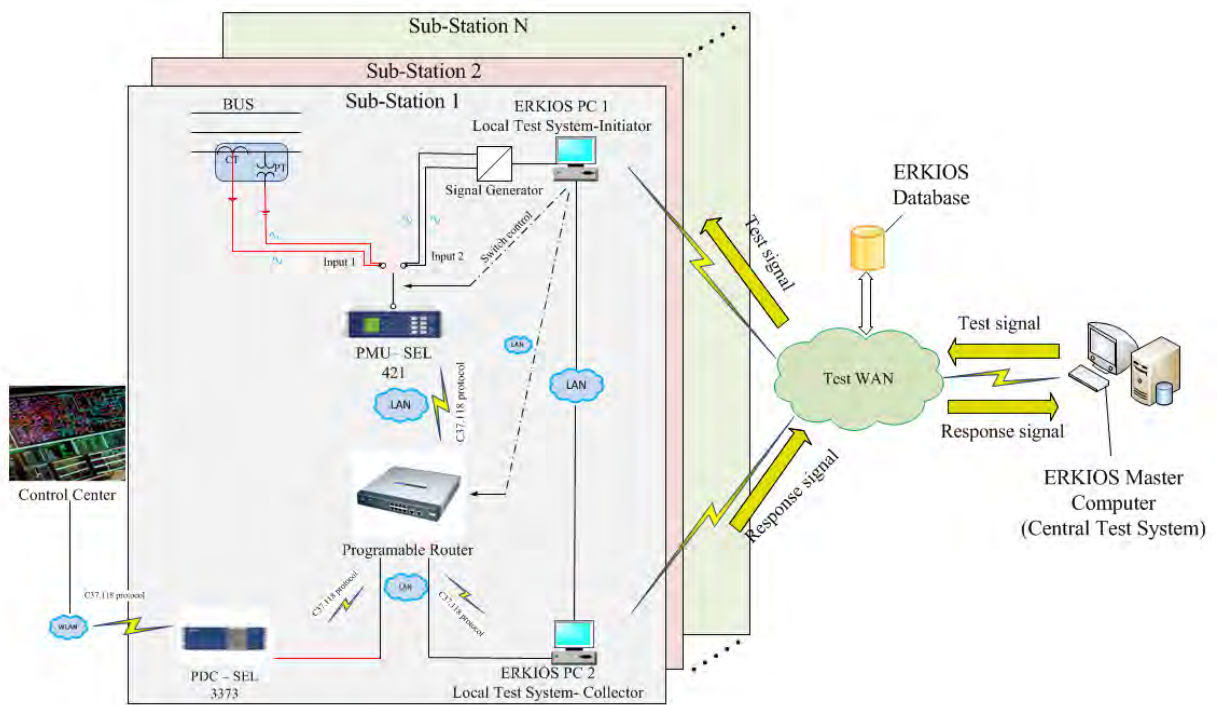 Sub-Station N
Sub-Station 2
Sub-Station 1
BUS
CT
PT
ERKIOS PC 1
Local Test System-Initiator
Signal Generator
Switch control
Input 1
Input 2
PMU– SEL
421
LAN
LAN
C37.118 protocol
LAN
Programable Router
LAN
C37.118 protocol
C37.118 protocol
Control Center
C37.118 protocol
WLAN
PDC – SEL
3373
ERKIOS PC 2
Local Test System- Collector
Test signal
Response signal
Test WAN
ERKIOS
Database
Test signal
Response signal
ERKIOS Master
Computer
(Central Test System)